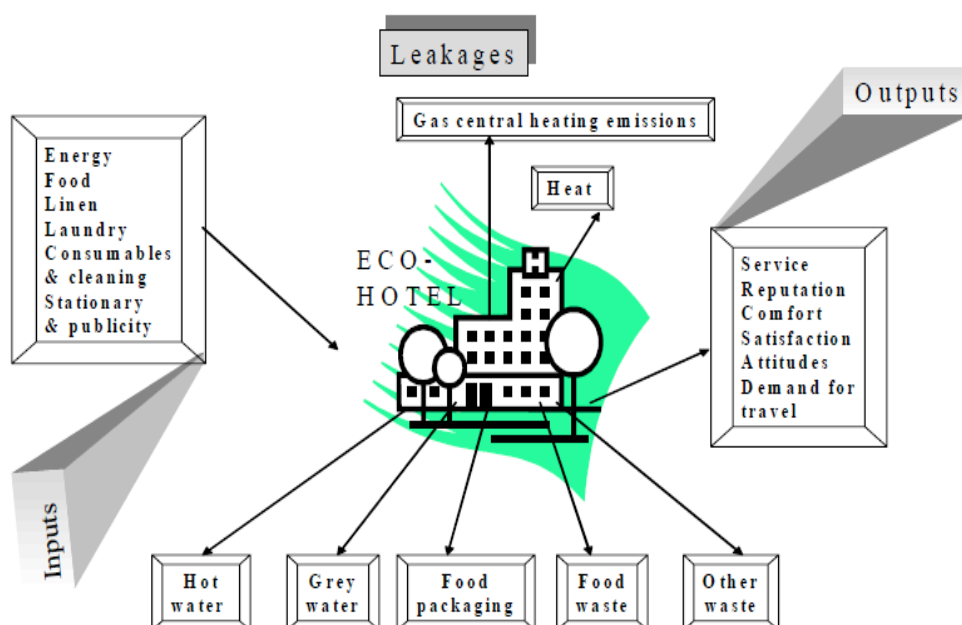 Leakages
Outputs
Gas central heating emissions
Heat
Energy
Food
Linen
Laundry
Consumables
& cleaning
Stationary
& publicity
ECO-
HOTEL
H
Service
Reputation
Comfort
Satisfaction
Attitudes
Demand for
travel
Inputs
Hot
water
Grey
water
Food
packaging
Food
waste
Other
waste